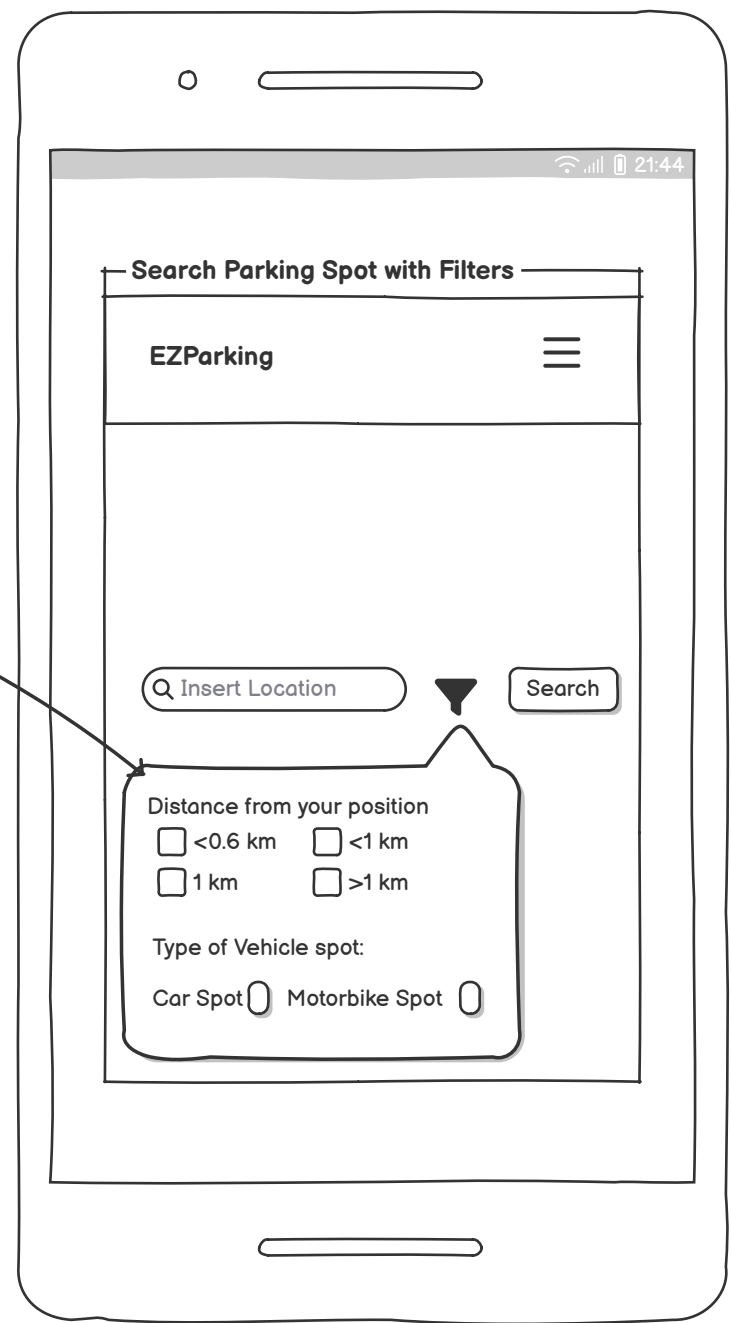 21:44
Search Parking Spot with Filters
EZParking
Insert Location
Search
Distance from your position
<0.6 km <1 km
1 km >1 km
Type of Vehicle spot:
Car Spot Motorbike Spot